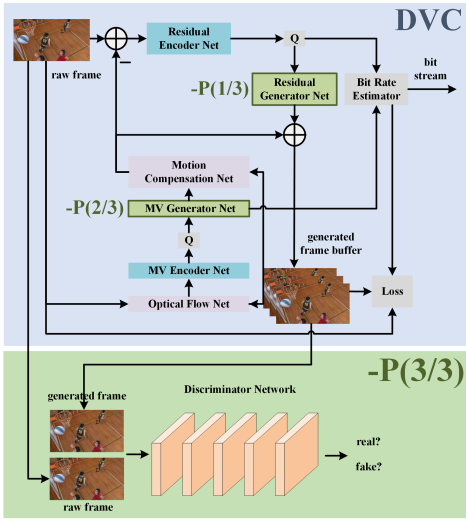 DVC
Residual
Encoder Net
Q
raw frame
bit
stream
-P(1/3)
Residual
Generator Net
Bit Rate
Estimator
Motion
Compensation Net
-P(2/3)
MV Generator Net
Q
generated
frame buffer
MV Encoder Net
Optical Flow Net
Loss
-P(3/3)
generated frame
Discriminator Network
real?
fake?
raw frame